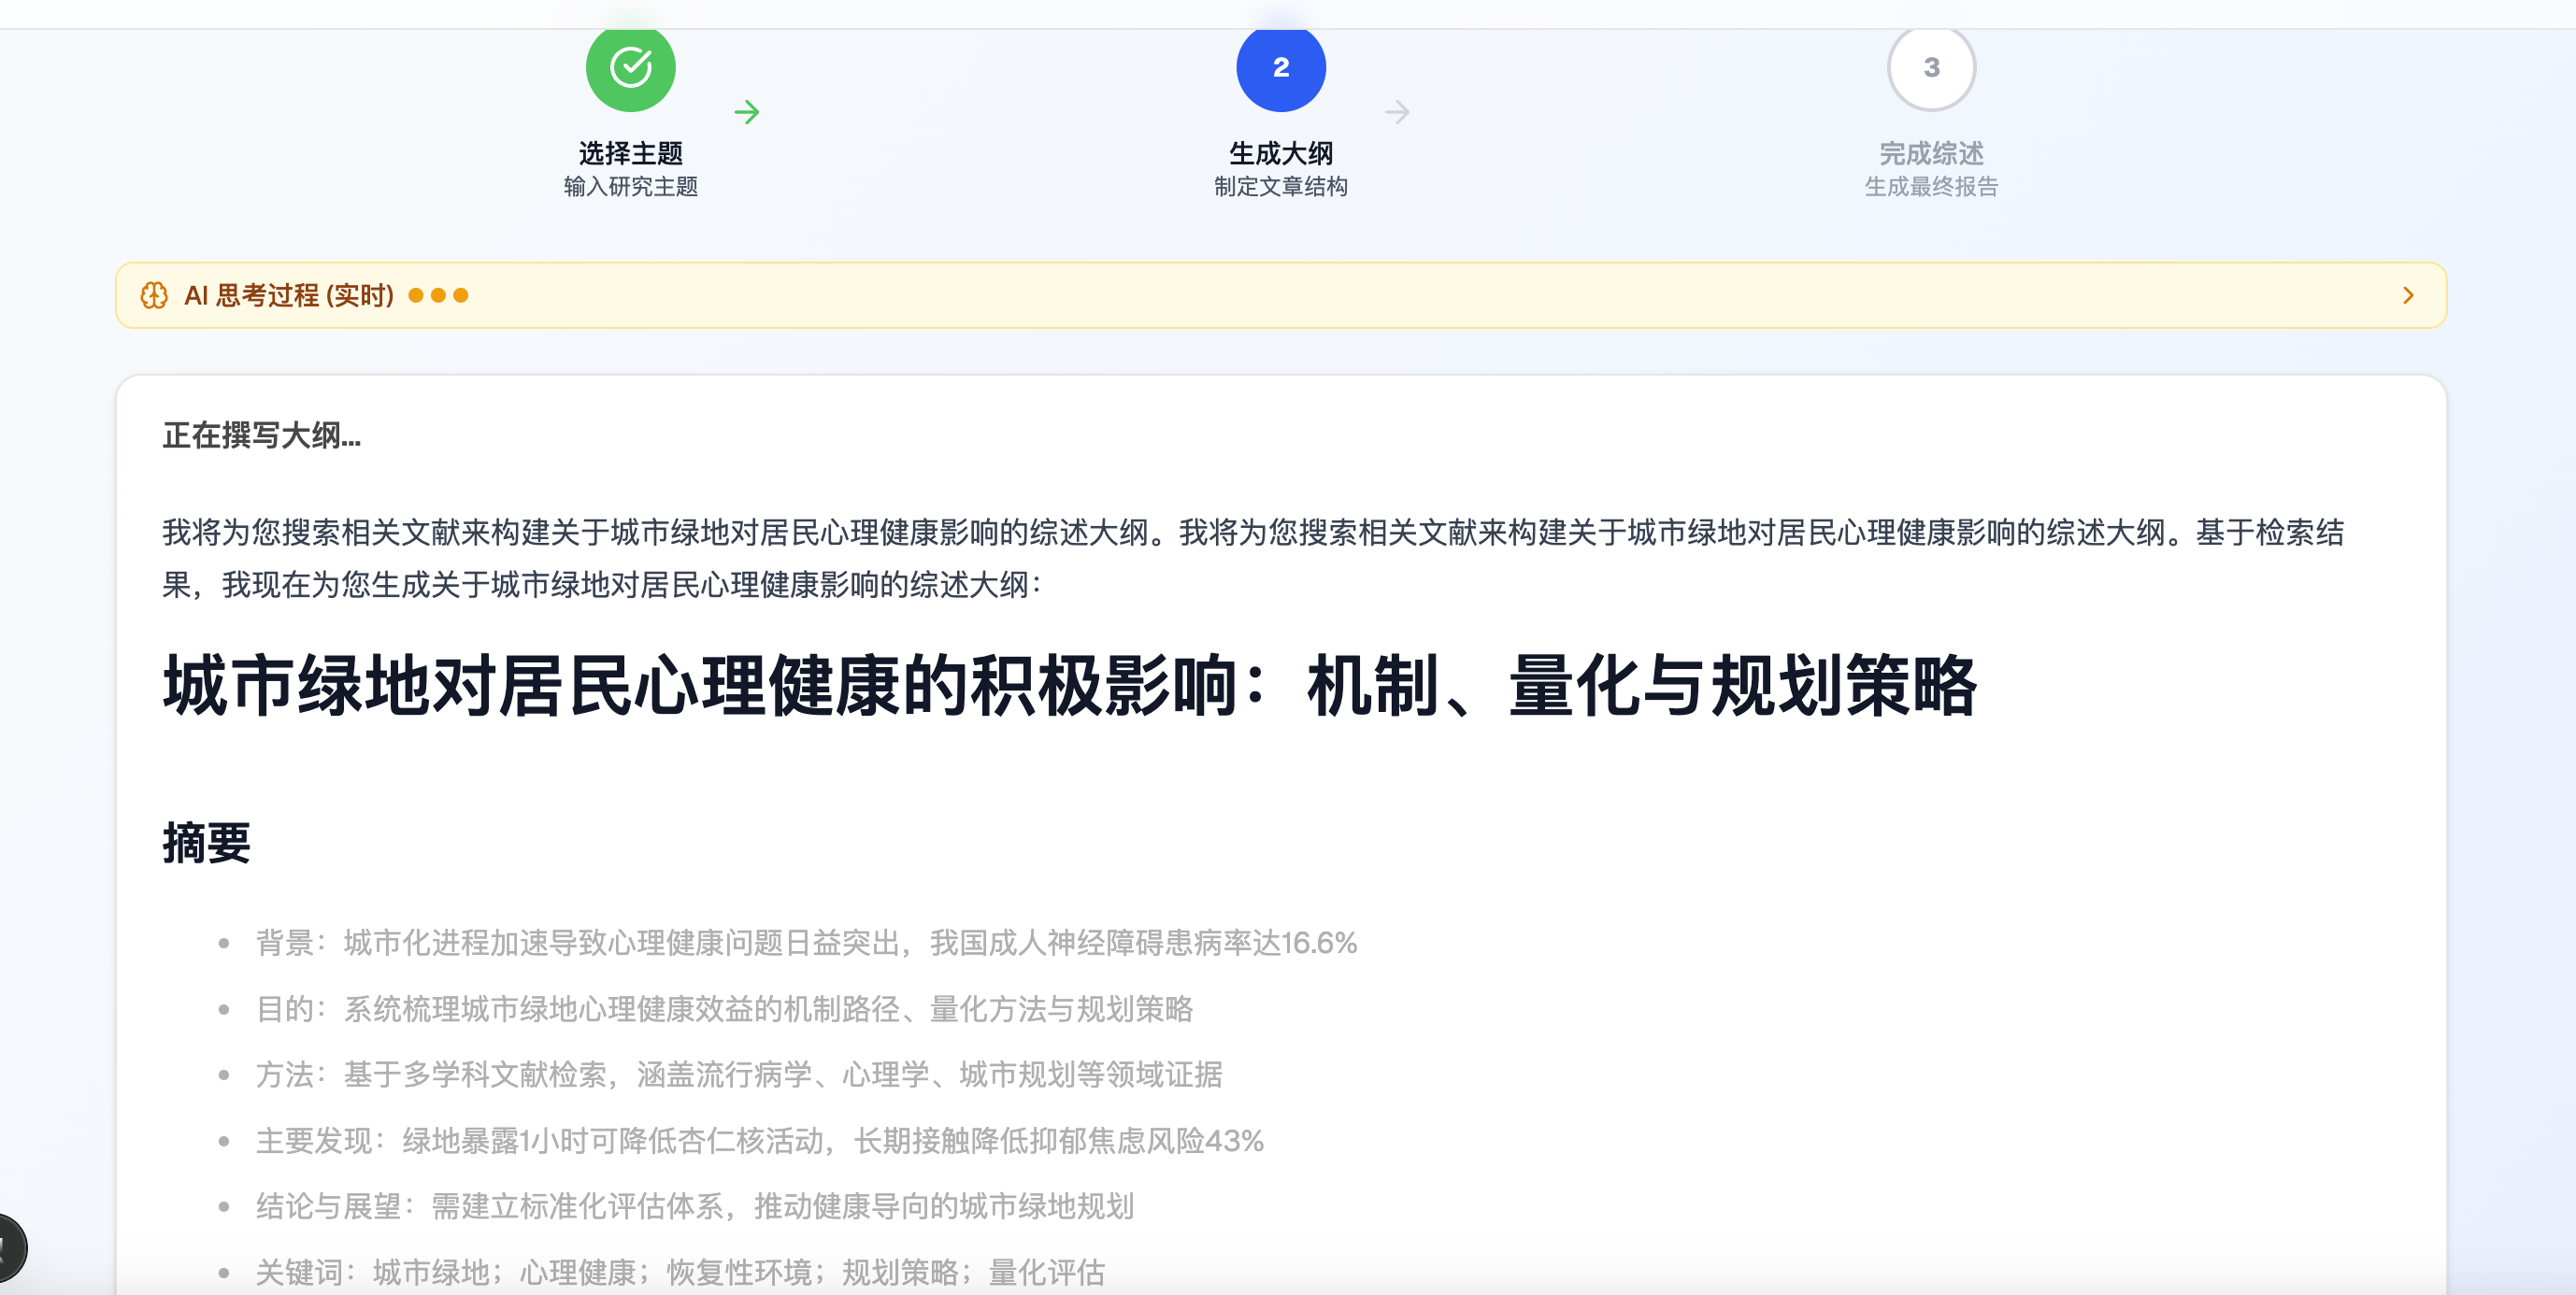 2
3
选择主题
生成大纲
完成综述
输入研究主题
制定文章结构
生成最终报告
AI 思考过程 (实时)
正在撰写大纲...
我将为您搜索相关文献来构建关于城市绿地对居民心理健康影响的综述大纲。我将为您搜索相关文献来构建关于城市绿地对居民心理健康影响的综述大纲。基于检索结
果，我现在为您生成关于城市绿地对居民心理健康影响的综述大纲：
城市绿地对居民心理健康的积极影响：机制、量化与规划策略
摘要
• 背景：城市化进程加速导致心理健康问题日益突出，我国成人神经障碍患病率达16.6%
• 目的：系统梳理城市绿地心理健康效益的机制路径、量化方法与规划策略
• 方法：基于多学科文献检索，涵盖流行病学、心理学、城市规划等领域证据
• 主要发现：绿地暴露1小时可降低杏仁核活动，长期接触降低抑郁焦虑风险43%
• 结论与展望：需建立标准化评估体系，推动健康导向的城市绿地规划
• 关键词：城市绿地；心理健康；恢复性环境；规划策略；量化评估